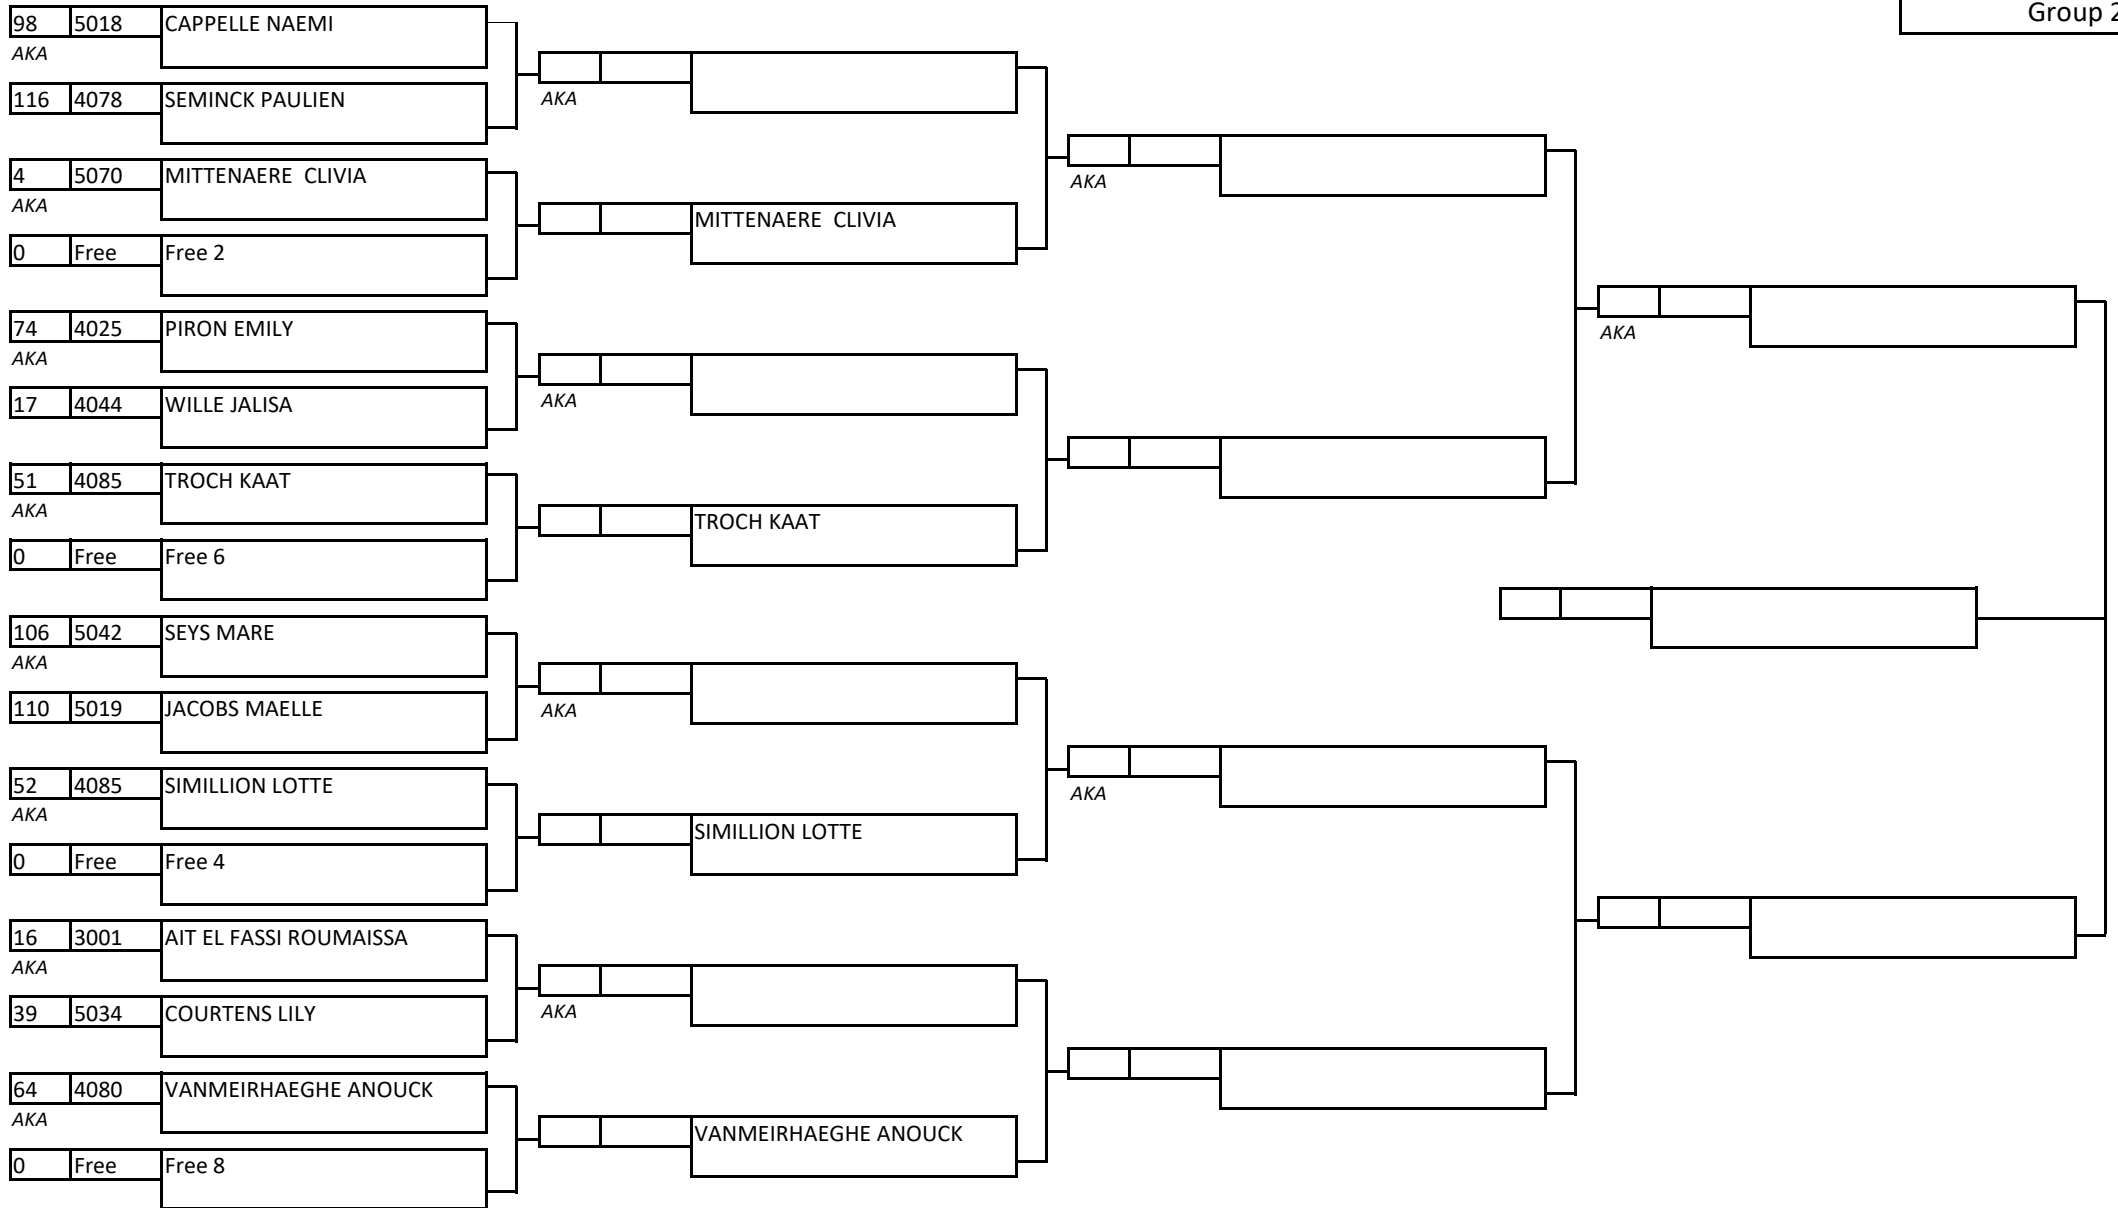 Group 2
98 5018 CAPPELLE NAEMI
AKA
AKA
116 4078 SEMINCK PAULIEN
AKA
4 5070 MITTENAERE  CLIVIA
AKA
MITTENAERE  CLIVIA
0 Free Free 2
74 4025 PIRON EMILY
AKA
AKA
17 4044 WILLE JALISA
AKA
51 4085 TROCH KAAT
AKA
TROCH KAAT
0 Free Free 6
106 5042 SEYS MARE
AKA
110 5019 JACOBS MAELLE
AKA
52 4085 SIMILLION LOTTE
AKA
AKA
SIMILLION LOTTE
0 Free Free 4
16 3001 AIT EL FASSI ROUMAISSA
AKA
39 5034 COURTENS LILY
AKA
64 4080 VANMEIRHAEGHE ANOUCK
AKA
VANMEIRHAEGHE ANOUCK
0 Free Free 8